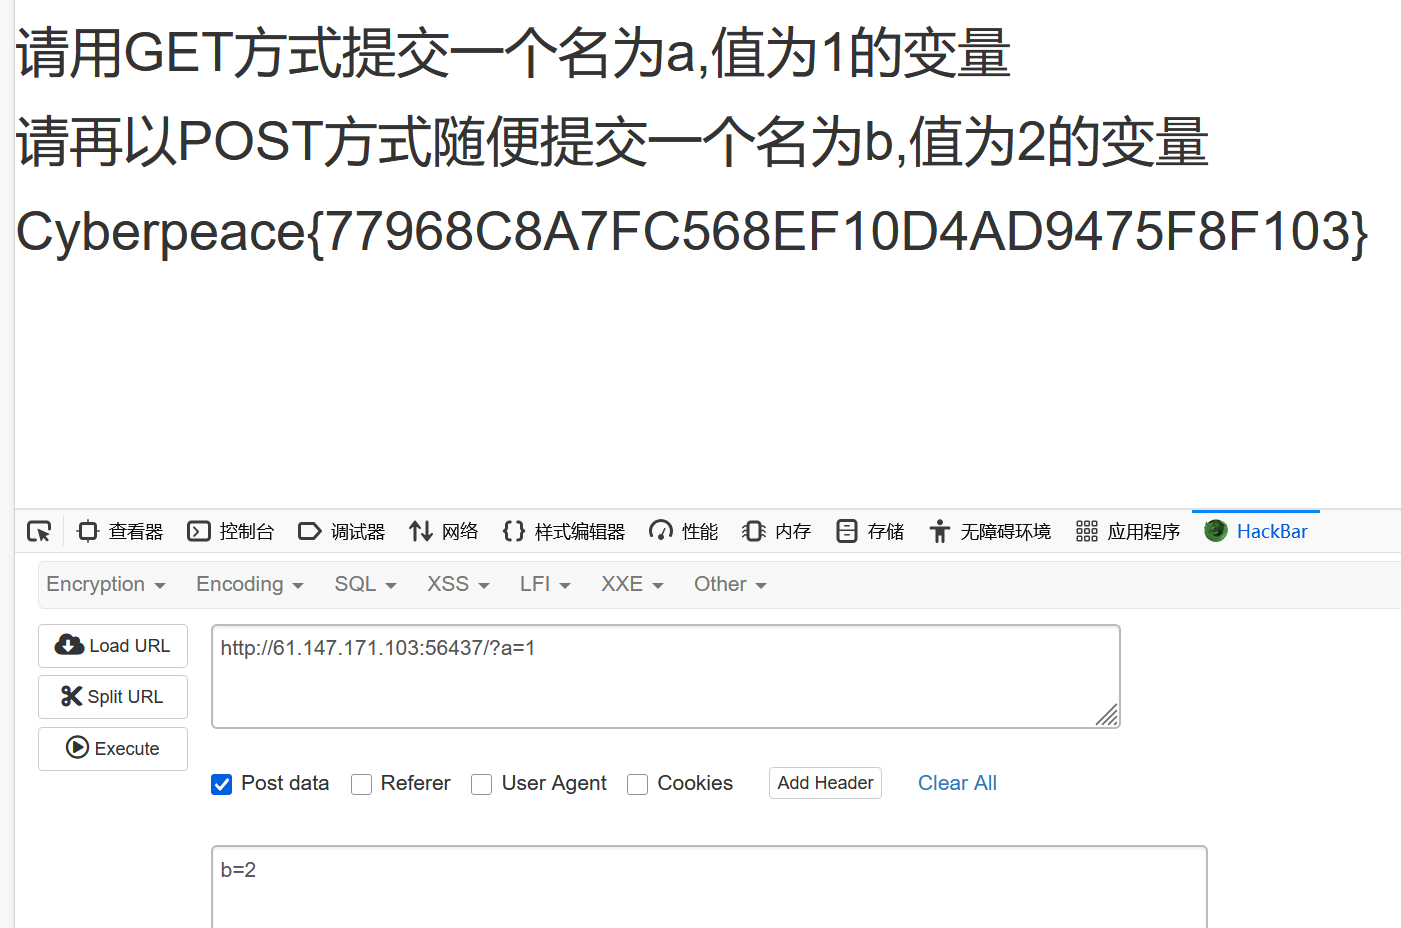 请用GET方式提交一个名为a,值为1的变量
请再以POST方式随便提交一个名为b,值为2的变量
Cyberpeace{77968C8A7FC568EF10D4AD9475F8F103}
查看器 控制台 调试器 网络 样式编辑器 性能 内存 存储 无障碍环境 应用程序 HackBar
Encryption Encoding SQL XSS LFI XXE Other
Load URL http://61.147.171.103:56437/?a=1
Split URL
Execute
Post data Referer User Agent Cookies Add Header Clear All
b=2